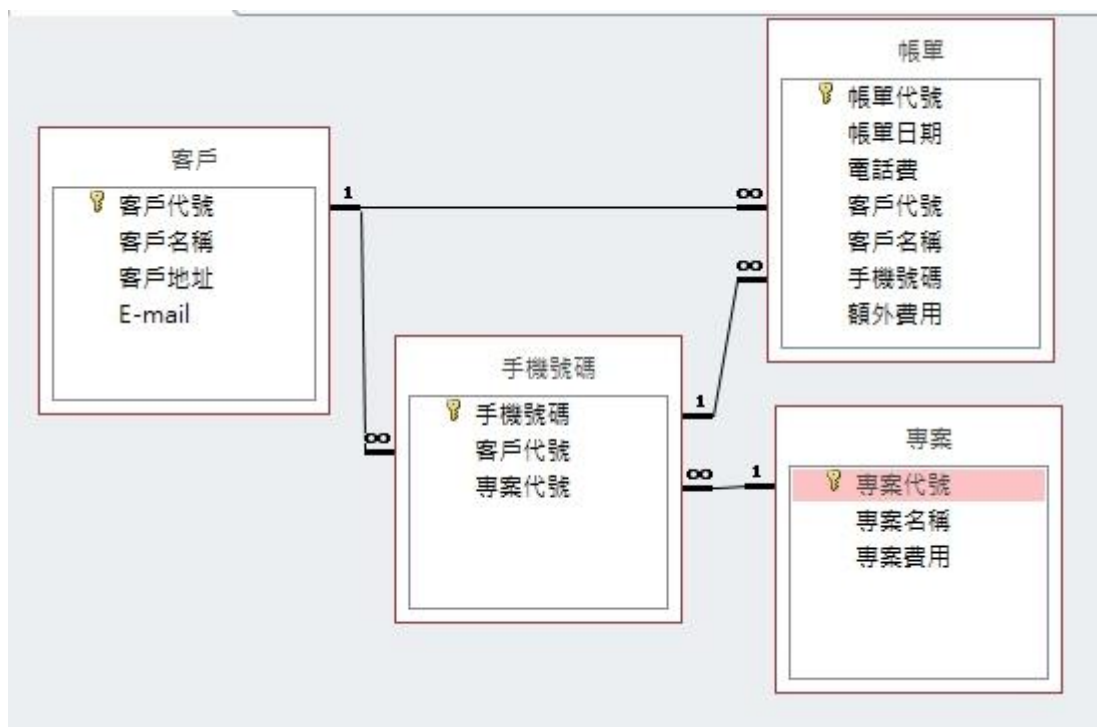 客戶
客戶代號
客戶名稱
客戶地址
E-mail
1
∞
∞
手機號碼
手機號碼
客戶代號
專案代號
1
∞
∞
1
帳單
帳單代號
帳單日期
電話費
客戶代號
客戶名稱
手機號碼
額外費用
專案
專案代號
專案名稱
專案費用